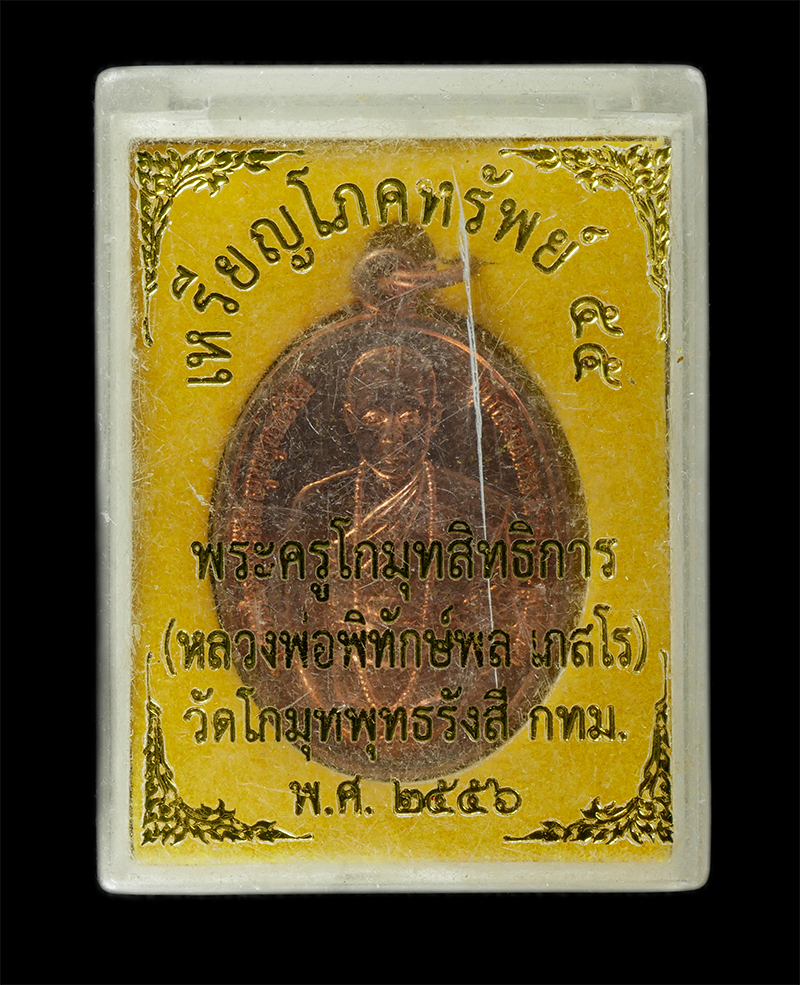 เหรียญโภคทรัพย์ ๕๕
พระครูโกมุทสิทธิการ
(หลวงพ่อพิทักษ์พล เภสโร)
วัดโกมุทพุทธรังสี กทม.
พ.ศ. ๒๕๕๖